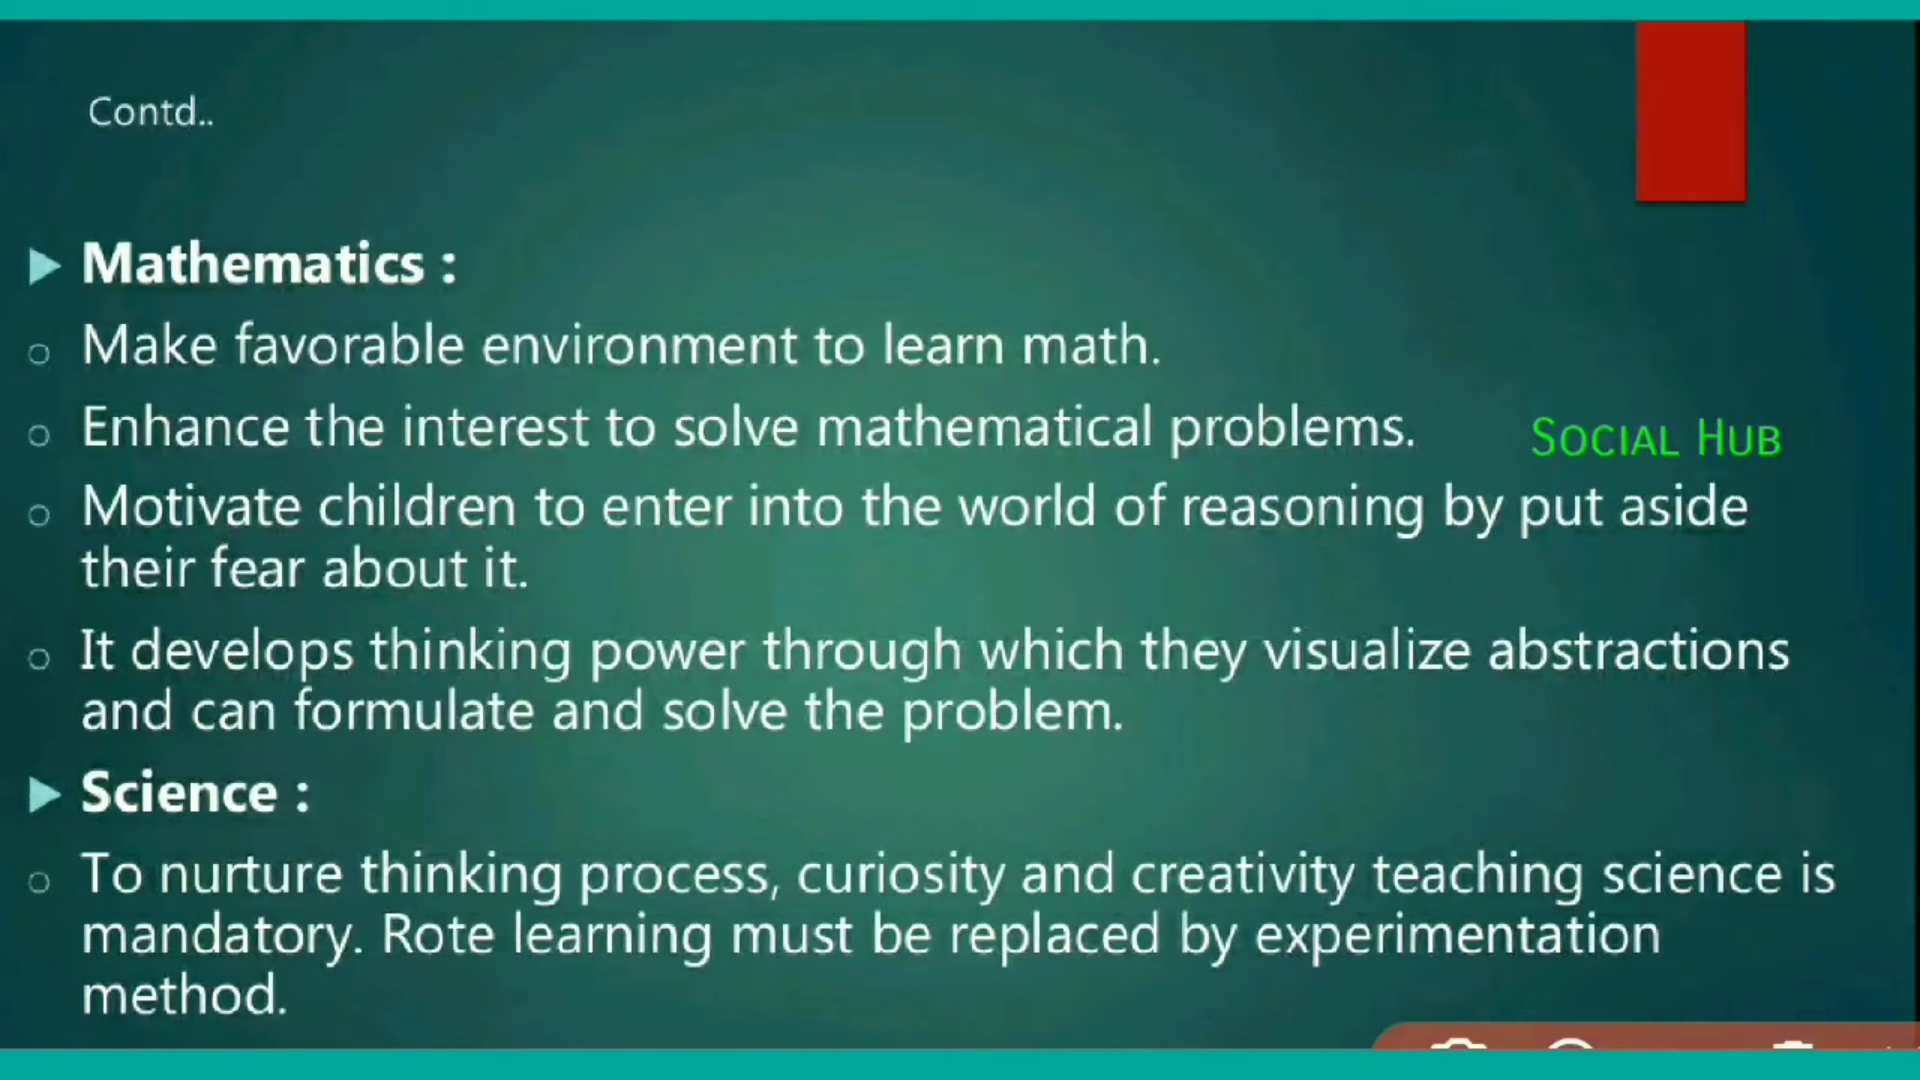 Contd..
Mathematics :
Make favorable environment to learn math.
Enhance the interest to solve mathematical problems.
SOCIAL HUB
Motivate children to enter into the world of reasoning by put aside
their fear about it.
It develops thinking power through which they visualize abstractions
and can formulate and solve the problem.
Science :
To nurture thinking process, curiosity and creativity teaching science is
mandatory. Rote learning must be replaced by experimentation
method.